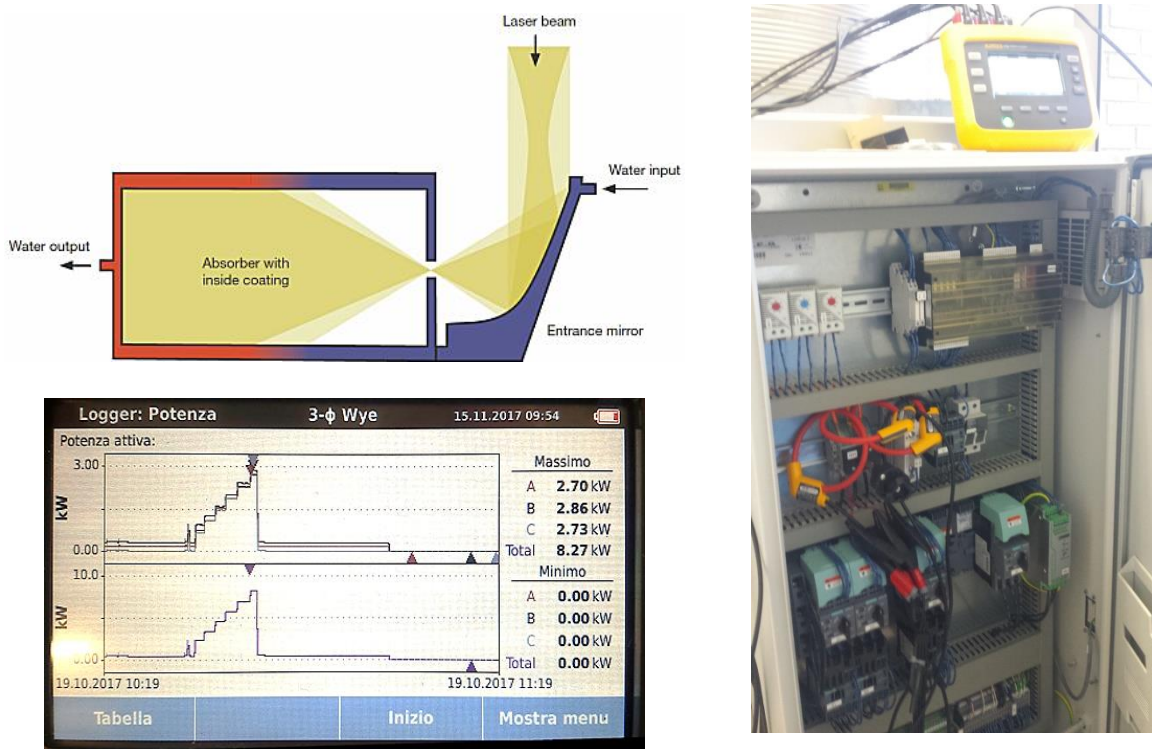 Laser beam
Water input
Water output
Absorber with
inside coating
Entrance mirror
Logger: Potenza
3-ϕ Wye
15.11.2017 09:54
Potenza attiva:
3.00
kW
0.00
Massimo
A 2.70 kW
B 2.86 kW
C 2.73 kW
Total 8.27 kW
10.0
kW
0.00
Minimo
A 0.00 kW
B 0.00 kW
C 0.00 kW
Total 0.00 kW
19.10.2017 10:19
19.10.2017 11:19
Tabella
Inizio
Mostra menu